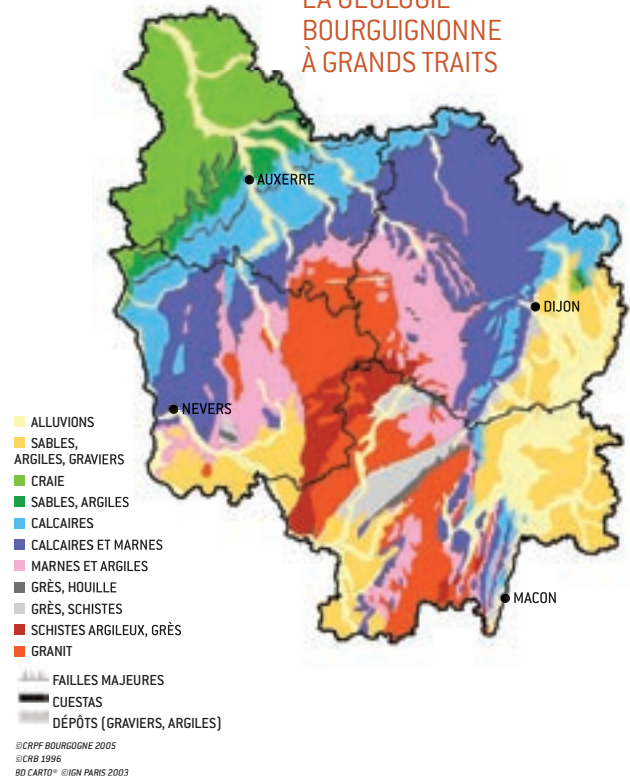 LA GÉOLOGIE
BOURGUIGNONNE
À GRANDS TRAITS
AUXERRE
DIJON
NEVERS
MACON
ALLUVIONS
SABLES,
ARGILES, GRAVIERS
CRAIE
SABLES, ARGILES
CALCAIRES
CALCAIRES ET MARNES
MARNES ET ARGILES
GRÈS, HOUILLE
GRÈS, SCHISTES
SCHISTES ARGILEUX, GRÈS
GRANIT
FAILLES MAJEURES
CUESTAS
DÉPÔTS (GRAVIERS, ARGILES)
©CRPF BOURGOGNE 2005
©CRB 1996
BD CARTO® ©IGN PARIS 2003